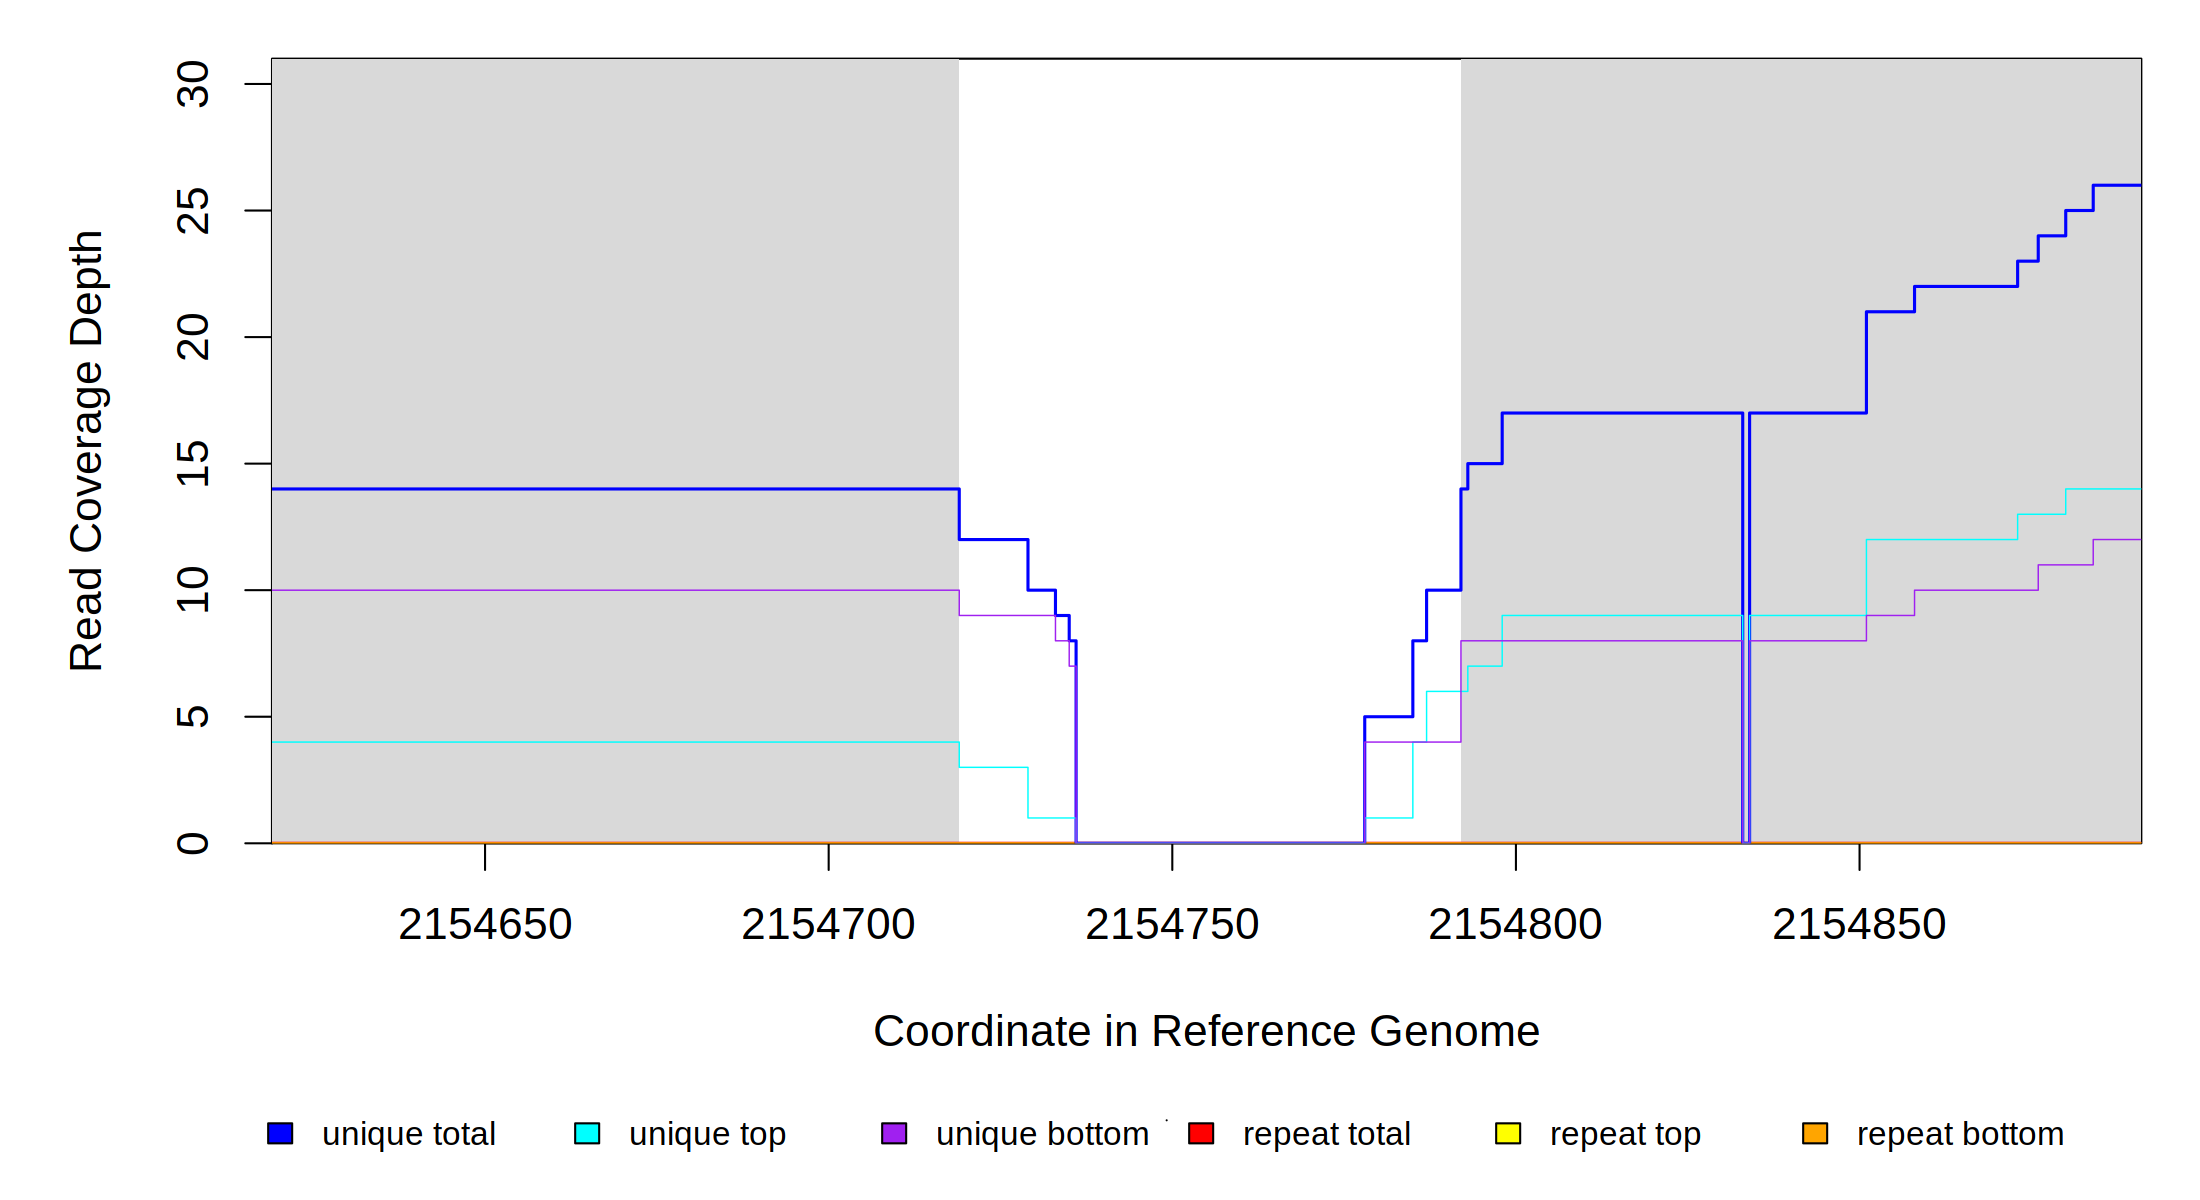 30
25
20
15
10
5
0
Read Coverage Depth
2154650 2154700 2154750 2154800 2154850
Coordinate in Reference Genome
unique total unique top unique bottom repeat total repeat top repeat bottom